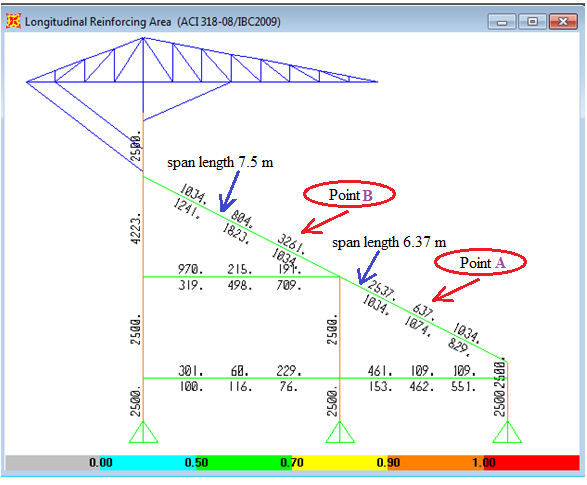 Longitudinal Reinforcing Area (ACI 318-08/IBC2009)
2500.
span length 7.5 m
1034. 804. 3261.
1241. 1823. 1034.
Point B
4223.
span length 6.37 m
Point A
2537. 637. 1034.
1034. 1074. 829.
970. 215. 191.
319. 498. 709.
2500.
2500.
301. 60. 229.
100. 116. 76.
461. 109. 109.
153. 462. 551.
2500.
2500.
2500.
2500.
2500.
0.00 0.50 0.70 0.90 1.00